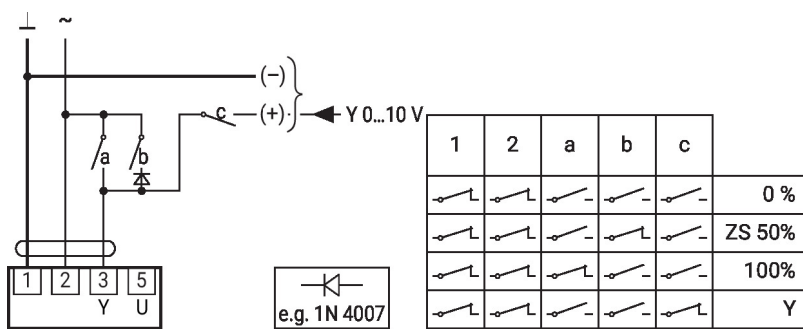 ⊥ ~
(–)
c (+) Y 0...10 V
a b
1 2 3 5
Y U
e.g. 1N 4007
1 2 a b c
0 %
ZS 50%
100%
Y